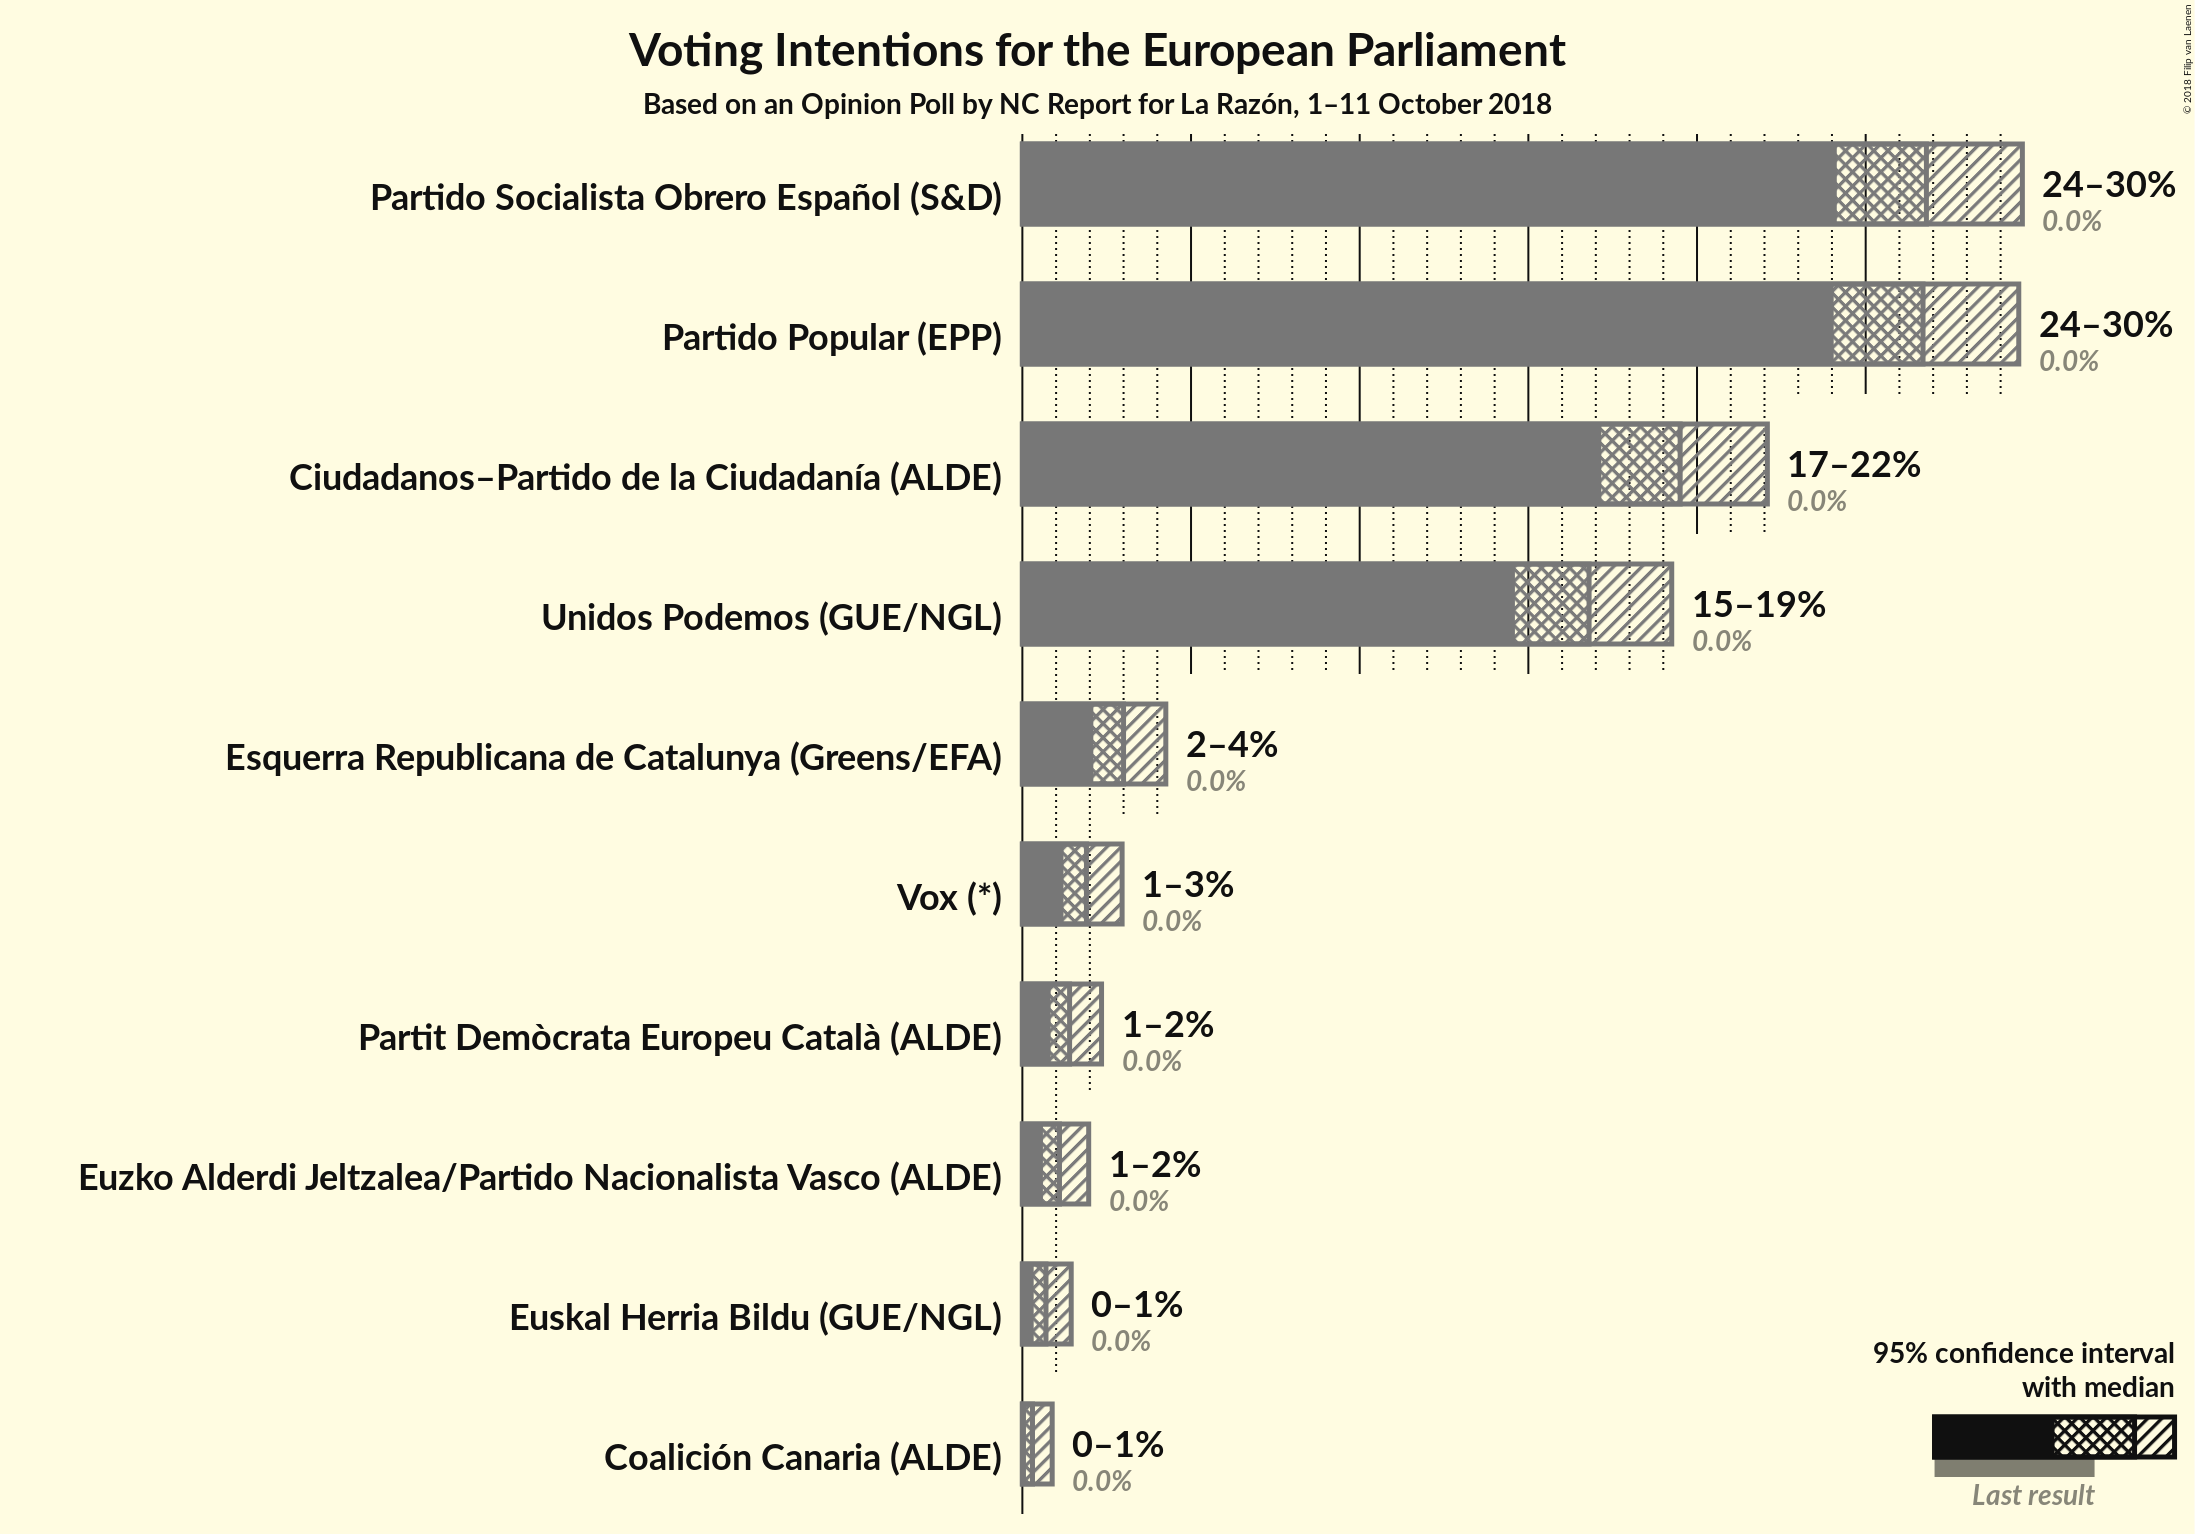 Voting Intentions for the European Parliament
Based on an Opinion Poll by NC Report for La Razón, 1–11 October 2018
© 2018 Filip van Laenen
Partido Socialista Obrero Español (S&D)
24–30%
0.0%
Partido Popular (EPP)
24–30%
0.0%
Ciudadanos–Partido de la Ciudadanía (ALDE)
17–22%
0.0%
Unidos Podemos (GUE/NGL)
15–19%
0.0%
Esquerra Republicana de Catalunya (Greens/EFA)
2–4%
0.0%
Vox (*)
1–3%
0.0%
Partit Demòcrata Europeu Català (ALDE)
1–2%
0.0%
Euzko Alderdi Jeltzalea/Partido Nacionalista Vasco (ALDE)
1–2%
0.0%
Euskal Herria Bildu (GUE/NGL)
0–1%
0.0%
Coalición Canaria (ALDE)
0–1%
0.0%
95% confidence interval
with median
Last result